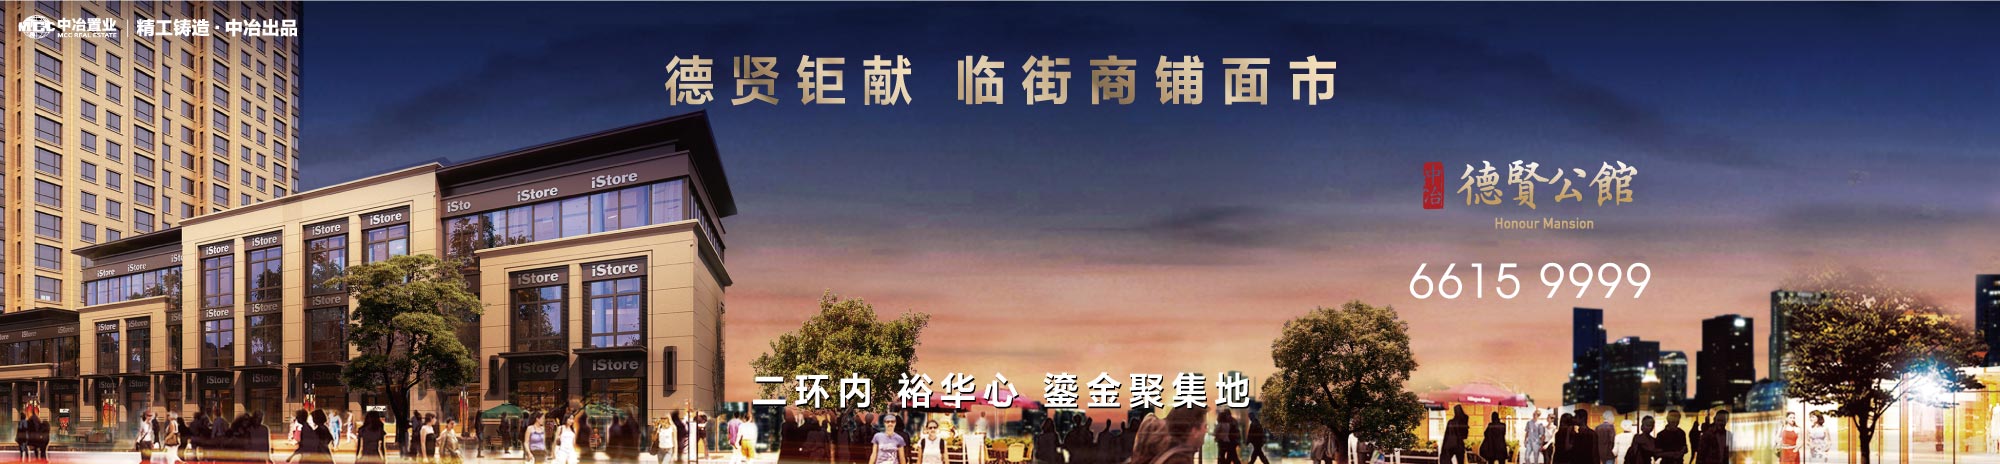 MCC 中冶置业 精工铸造·中冶出品
MCC REAL ESTATE
德贤钜献 临街商铺面市
中冶 德賢公館
Honour Mansion
6615 9999
iSto iStore iStore
iStore iStore iStore iStore
iStore iStore
iStore iStore iStore
iStore iStore
iStore
iStore iStore
二环内 裕华心 鎏金聚集地